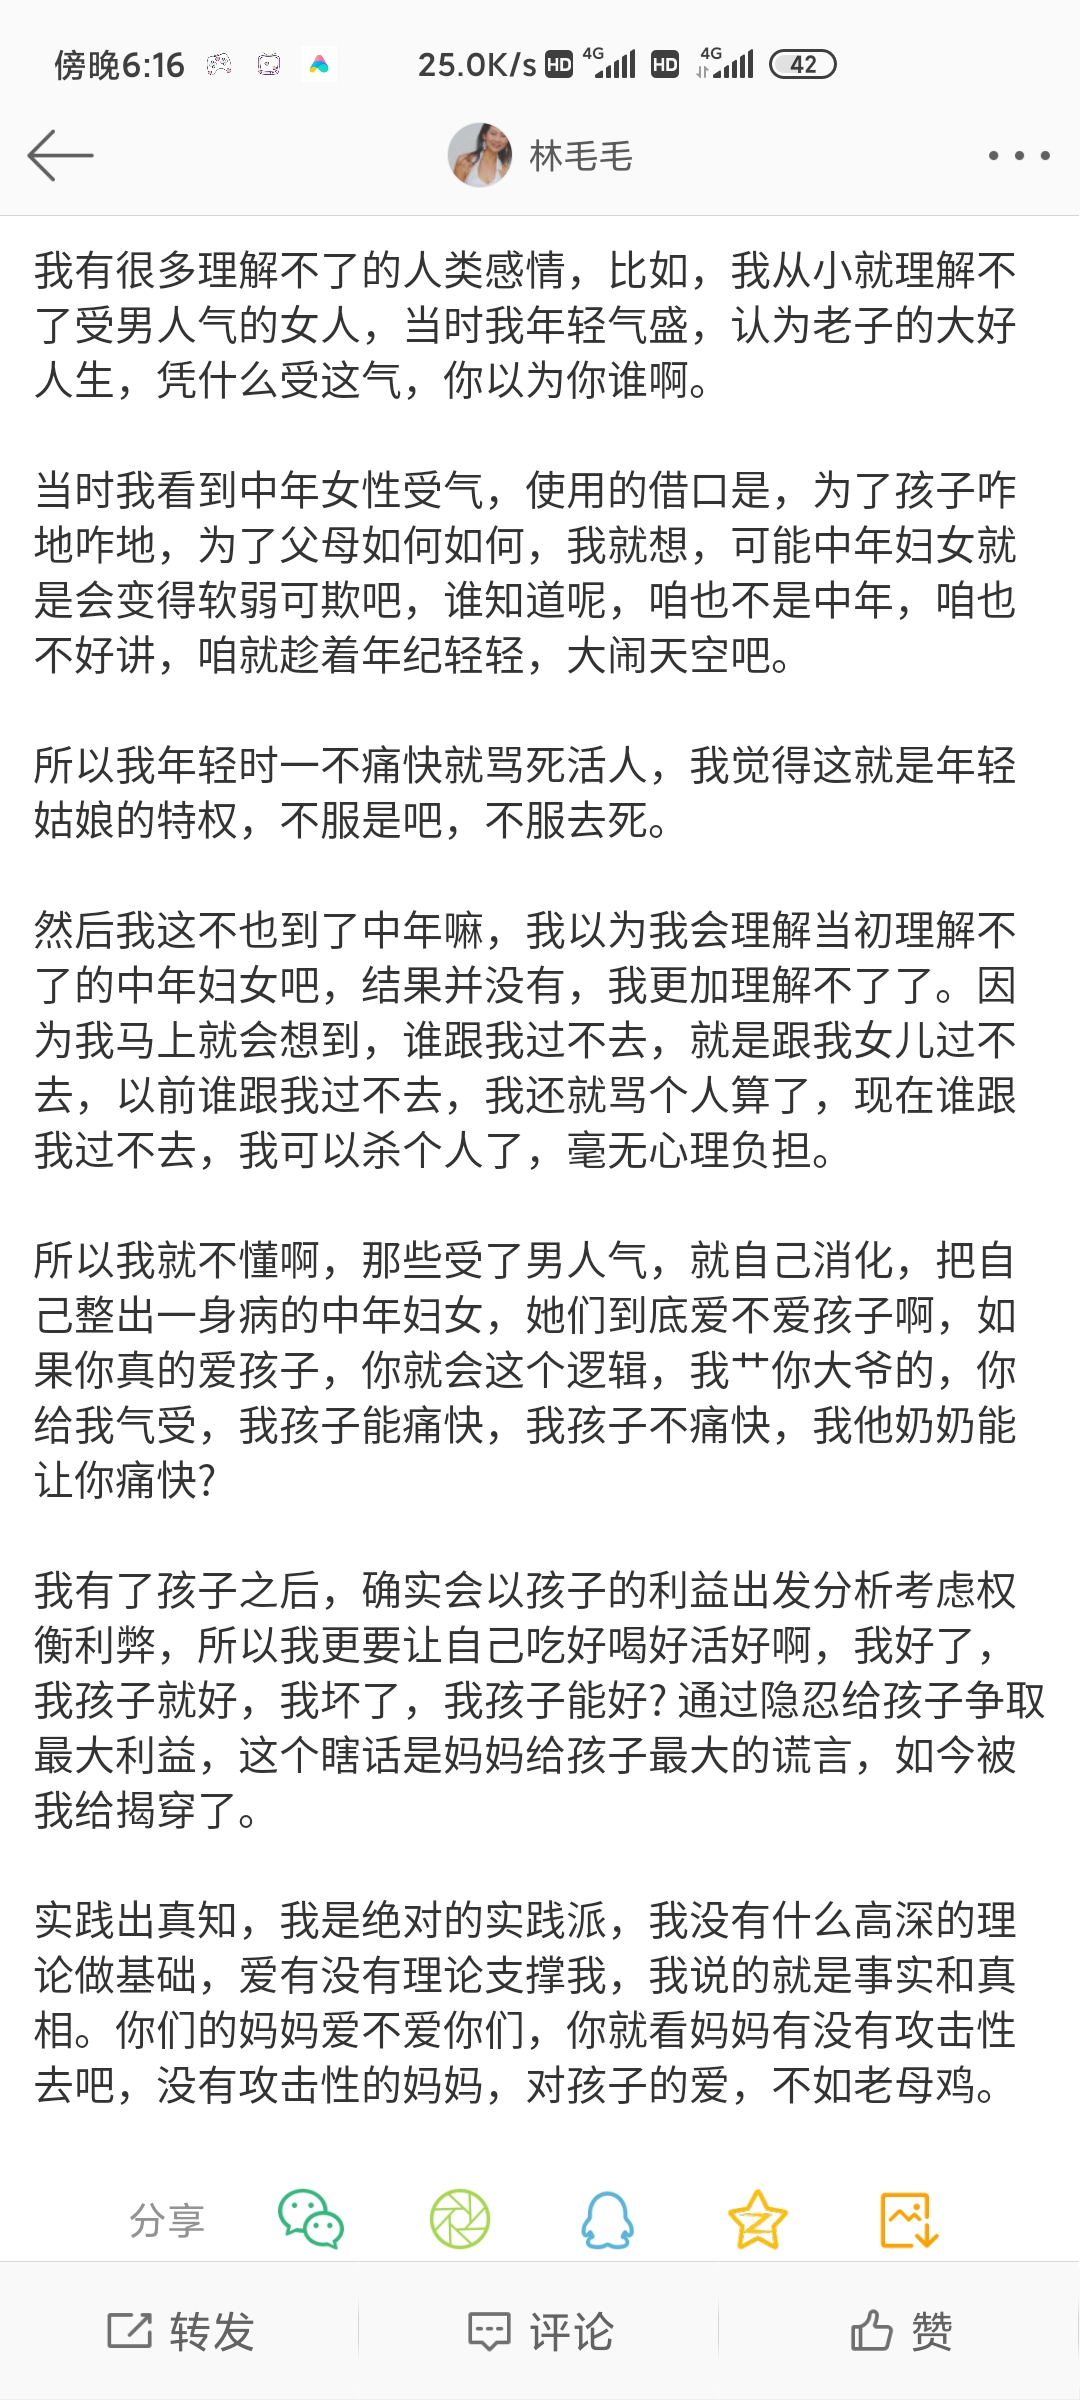 傍晚6:16 25.0K/s HD 4G HD 4G 42
林毛毛
我有很多理解不了的人类感情，比如，我从小就理解不
了受男人气的女人，当时我年轻气盛，认为老子的大好
人生，凭什么受这气，你以为你谁啊。
当时我看到中年女性受气，使用的借口是，为了孩子咋
地咋地，为了父母如何如何，我就想，可能中年妇女就
是会变得软弱可欺吧，谁知道呢，咱也不是中年，咱也
不好讲，咱就趁着年纪轻轻，大闹天空吧。
所以我年轻时一不痛快就骂死活人，我觉得这就是年轻
姑娘的特权，不服是吧，不服去死。
然后我这不也到了中年嘛，我以为我会理解当初理解不
了的中年妇女吧，结果并没有，我更加理解不了了。因
为我马上就会想到，谁跟我过不去，就是跟我女儿过不
去，以前谁跟我过不去，我还就骂个人算了，现在谁跟
我过不去，我可以杀个人了，毫无心理负担。
所以我就不懂啊，那些受了男人气，就自己消化，把自
己整出一身病的中年妇女，她们到底爱不爱孩子啊，如
果你真的爱孩子，你就会这个逻辑，我艹你大爷的，你
给我气受，我孩子能痛快，我孩子不痛快，我他奶奶能
让你痛快？
我有了孩子之后，确实会以孩子的利益出发分析考虑权
衡利弊，所以我更要让自己吃好喝好活好啊，我好了，
我孩子就好，我坏了，我孩子能好？通过隐忍给孩子争取
最大利益，这个瞎话是妈妈给孩子最大的谎言，如今被
我给揭穿了。
实践出真知，我是绝对的实践派，我没有什么高深的理
论做基础，爱有没有理论支撑我，我说的就是事实和真
相。你们的妈妈爱不爱你们，你就看妈妈有没有攻击性
去吧，没有攻击性的妈妈，对孩子的爱，不如老母鸡。
分享
转发 评论 赞